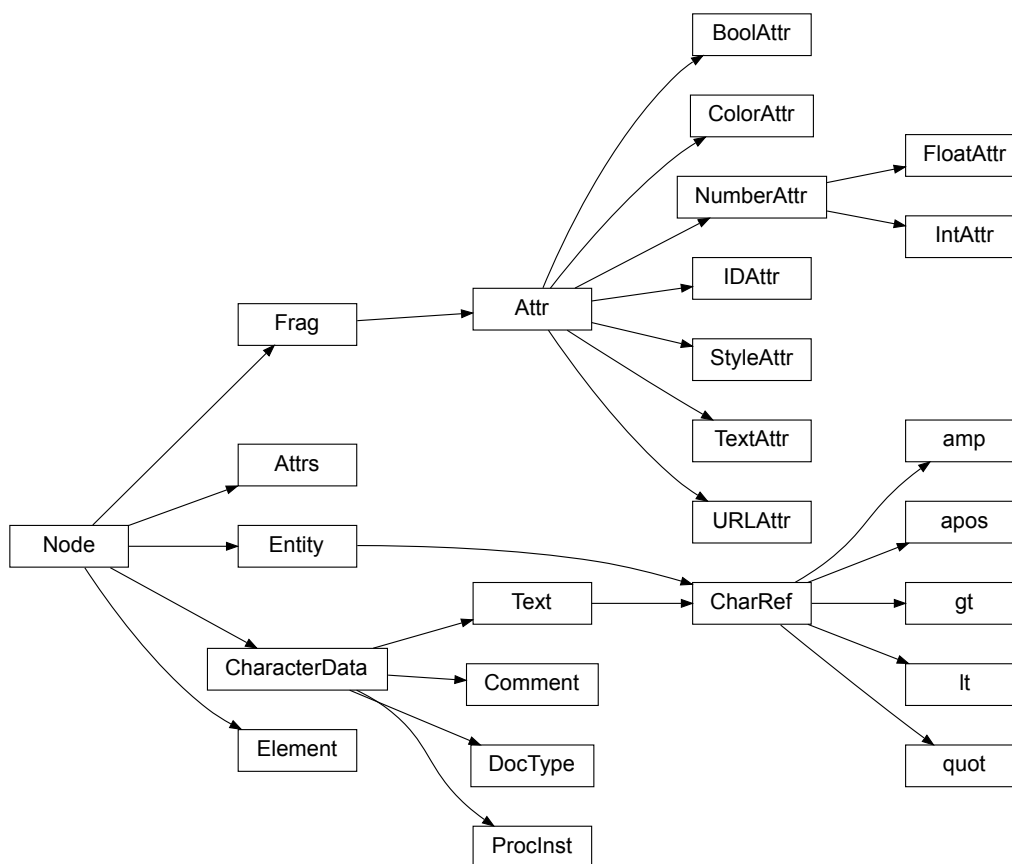 BoolAttr
ColorAttr
FloatAttr
NumberAttr
IntAttr
IDAttr
Attr
Frag
StyleAttr
TextAttr
amp
Attrs
URLAttr
apos
Node
Entity
Text
CharRef
gt
CharacterData
Comment
lt
Element
DocType
quot
ProcInst